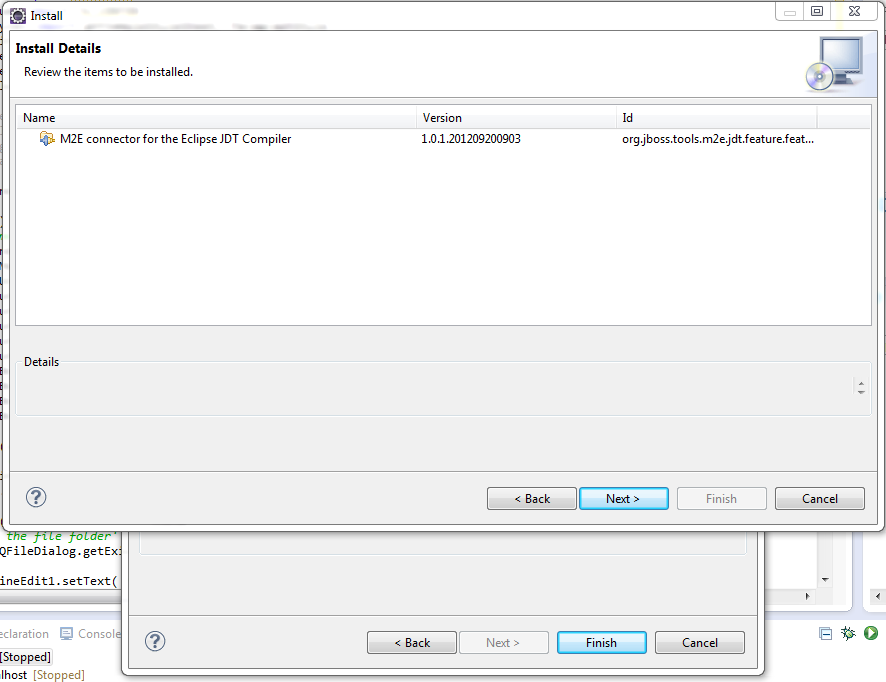 Install
Install Details
Review the items to be installed.
Name Version Id
M2E connector for the Eclipse JDT Compiler 1.0.1.201209200903 org.jboss.tools.m2e.jdt.feature.feat...
Details
< Back Next > Finish Cancel
the file folder'
QFileDialog.getExi
ineEdit1.setText(
< Back Next > Finish Cancel
eclaration Console
[Stopped]
lhost [Stopped]